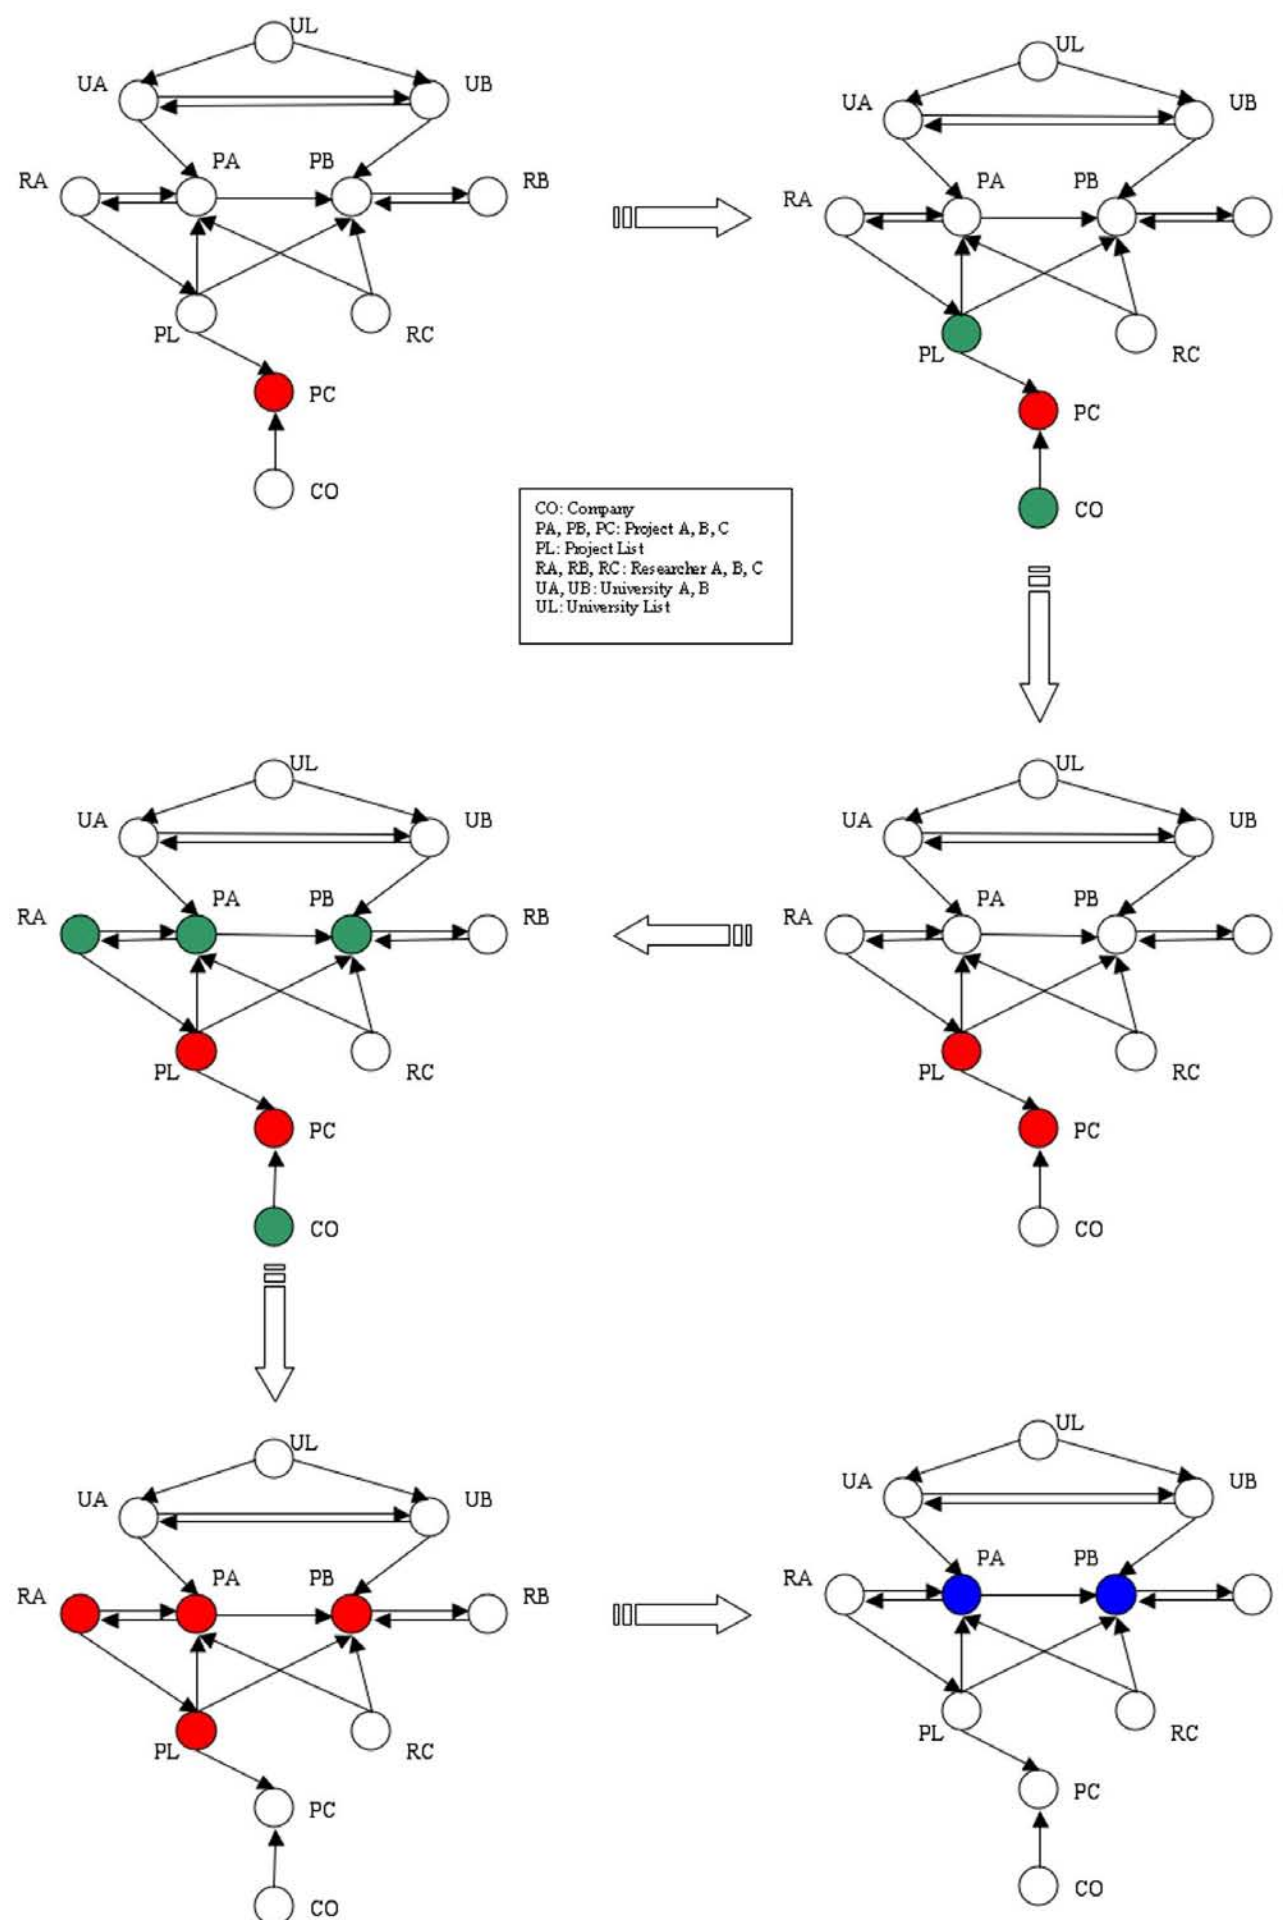 UL
UA UB
RA PA PB RB
PL RC
PC
CO
UL
UA UB
RA PA PB
PL RC
PC
CO
CO: Company
PA, PB, PC: Project A, B, C
PL: Project List
RA, RB, RC: Researcher A, B, C
UA, UB: University A, B
UL: University List
UL
UA UB
RA PA PB RB
PL RC
PC
CO
UL
UA UB
RA PA PB
PL RC
PC
CO
UL
UA UB
RA PA PB RB
PL RC
PC
CO
UL
UA UB
RA PA PB
PL RC
PC
CO